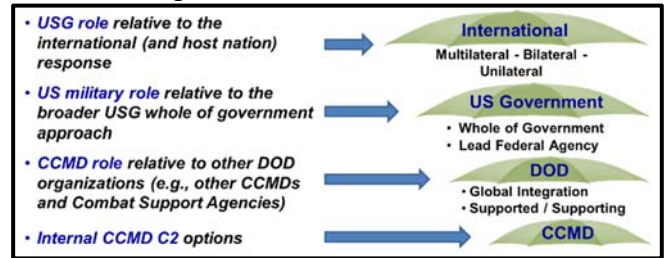 • USG role relative to the
international (and host nation)
response
International
Multilateral - Bilateral -
Unilateral
• US military role relative to the
broader USG whole of government
approach
US Government
• Whole of Government
• Lead Federal Agency
• CCMD role relative to other DOD
organizations (e.g., other CCMDs
and Combat Support Agencies)
DOD
• Global Integration
• Supported / Supporting
• Internal CCMD C2 options
CCMD